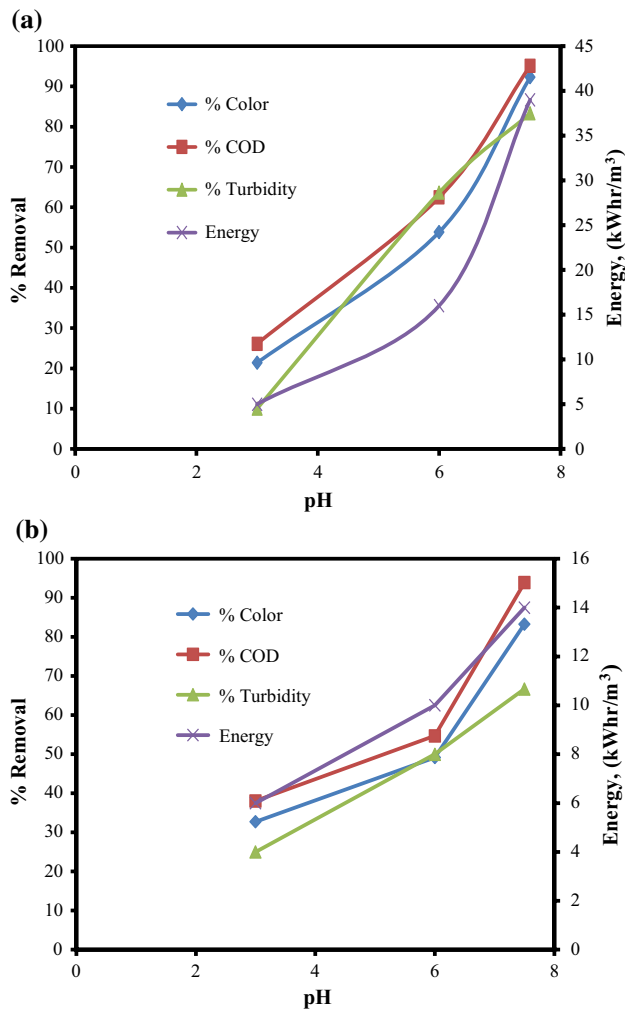 (a)
100
90
80
70
60
50
40
30
20
10
0
% Removal
% Color
% COD
% Turbidity
Energy
45
40
35
30
25
20
15
10
5
0
Energy, (kWhr/m³)
0 2 4 6 8
pH
(b)
100
90
80
70
60
50
40
30
20
10
0
% Removal
% Color
% COD
% Turbidity
Energy
16
14
12
10
8
6
4
2
0
Energy, (kWhr/m³)
0 2 4 6 8
pH